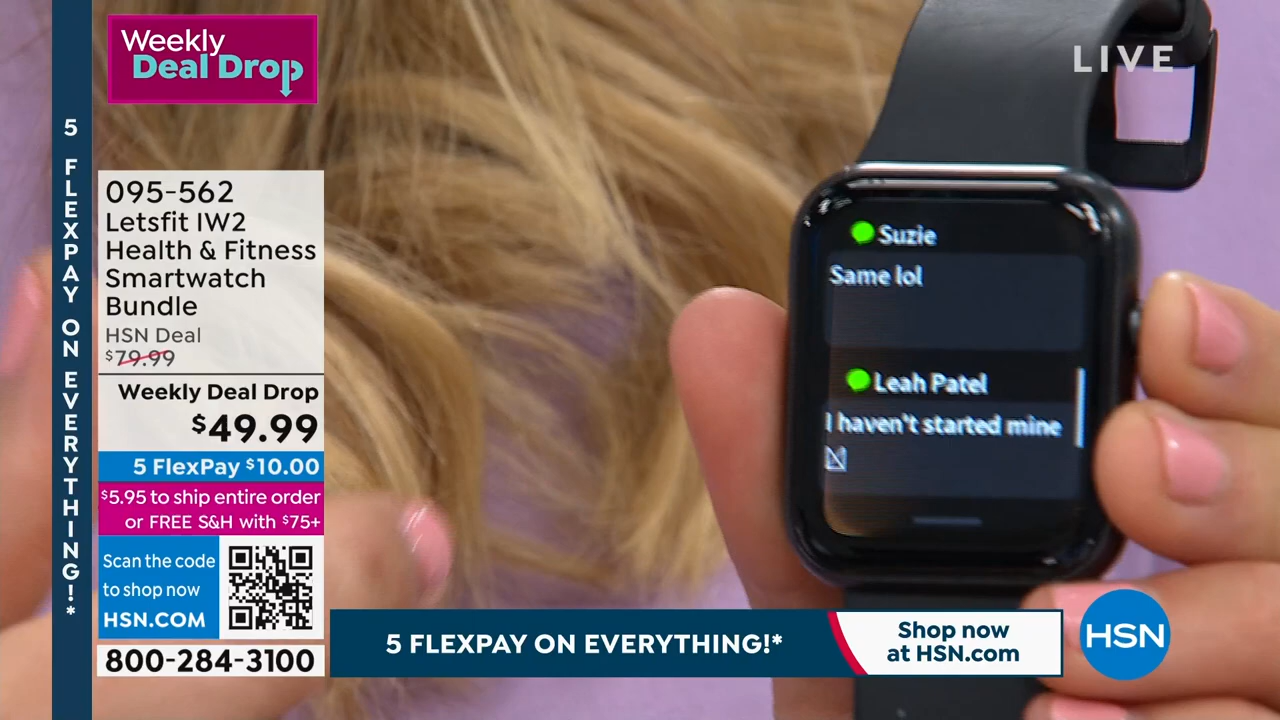 Weekly
Deal Drop
LIVE
5 FLEXPAY ON EVERYTHING!*
095-562
Letsfit IW2
Health & Fitness
Smartwatch
Bundle
HSN Deal
$79.99
Weekly Deal Drop
$49.99
5 FlexPay $10.00
$5.95 to ship entire order
or FREE S&H with $75+
Scan the code
to shop now
HSN.COM
800-284-3100
Suzie
Same lol
Leah Patel
I haven't started mine
5 FLEXPAY ON EVERYTHING!*
Shop now
at HSN.com
HSN